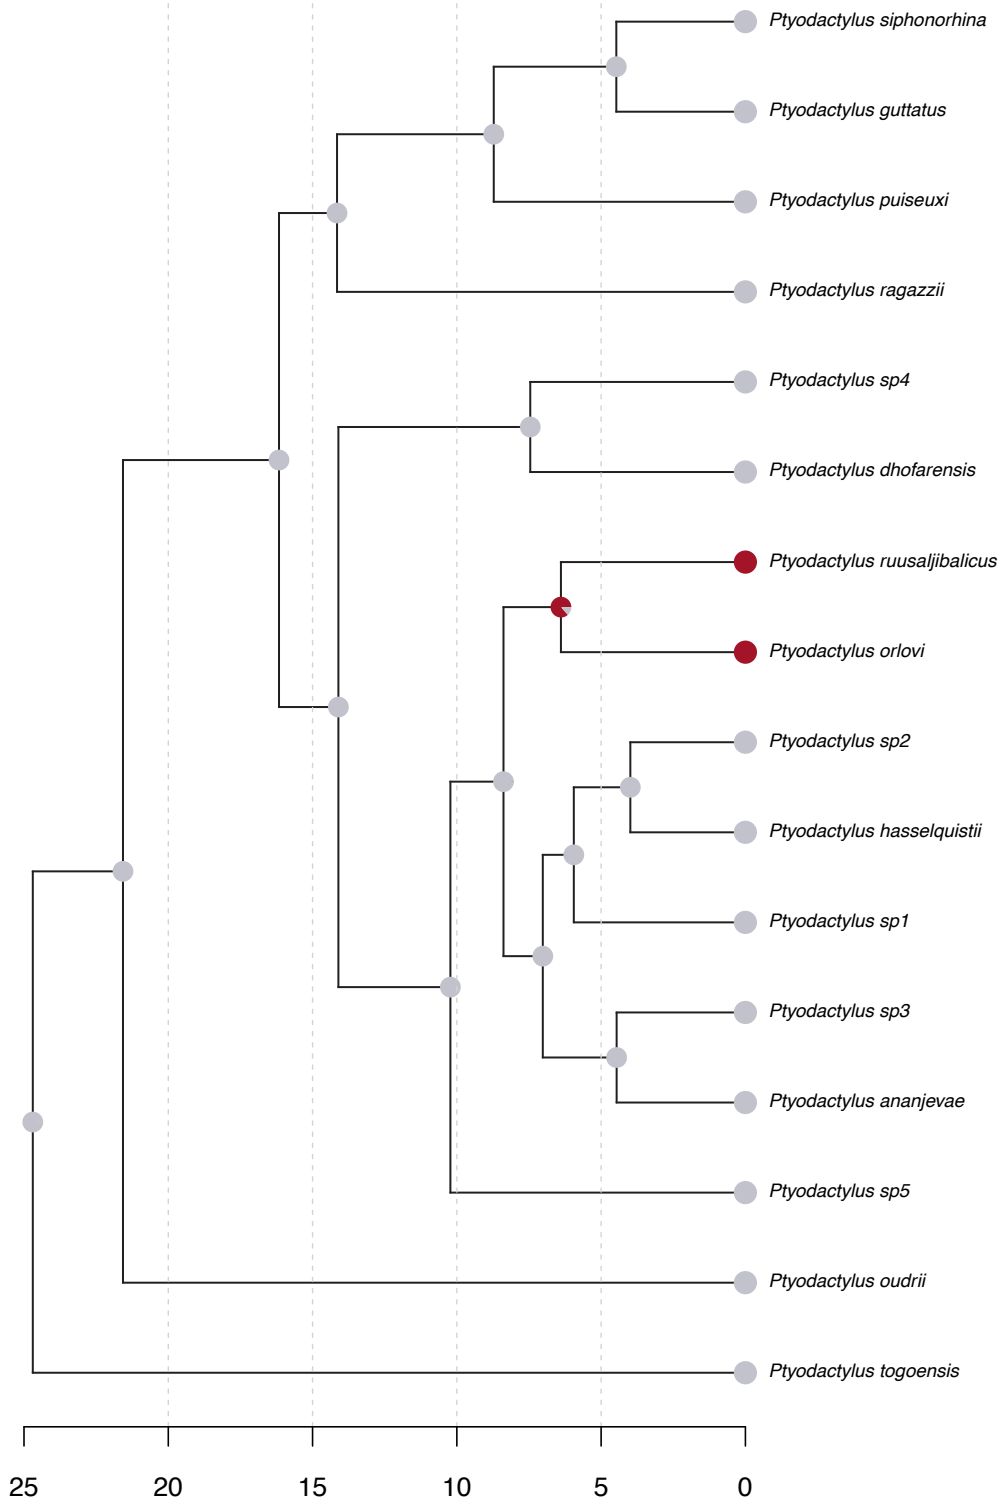 Ptyodactylus siphonorhina
Ptyodactylus guttatus
Ptyodactylus puiseuxi
Ptyodactylus ragazzii
Ptyodactylus sp4
Ptyodactylus dhofarensis
Ptyodactylus ruusaljibalicus
Ptyodactylus orlovi
Ptyodactylus sp2
Ptyodactylus hasselquistii
Ptyodactylus sp1
Ptyodactylus sp3
Ptyodactylus ananjevae
Ptyodactylus sp5
Ptyodactylus oudrii
Ptyodactylus togoensis
25 20 15 10 5 0